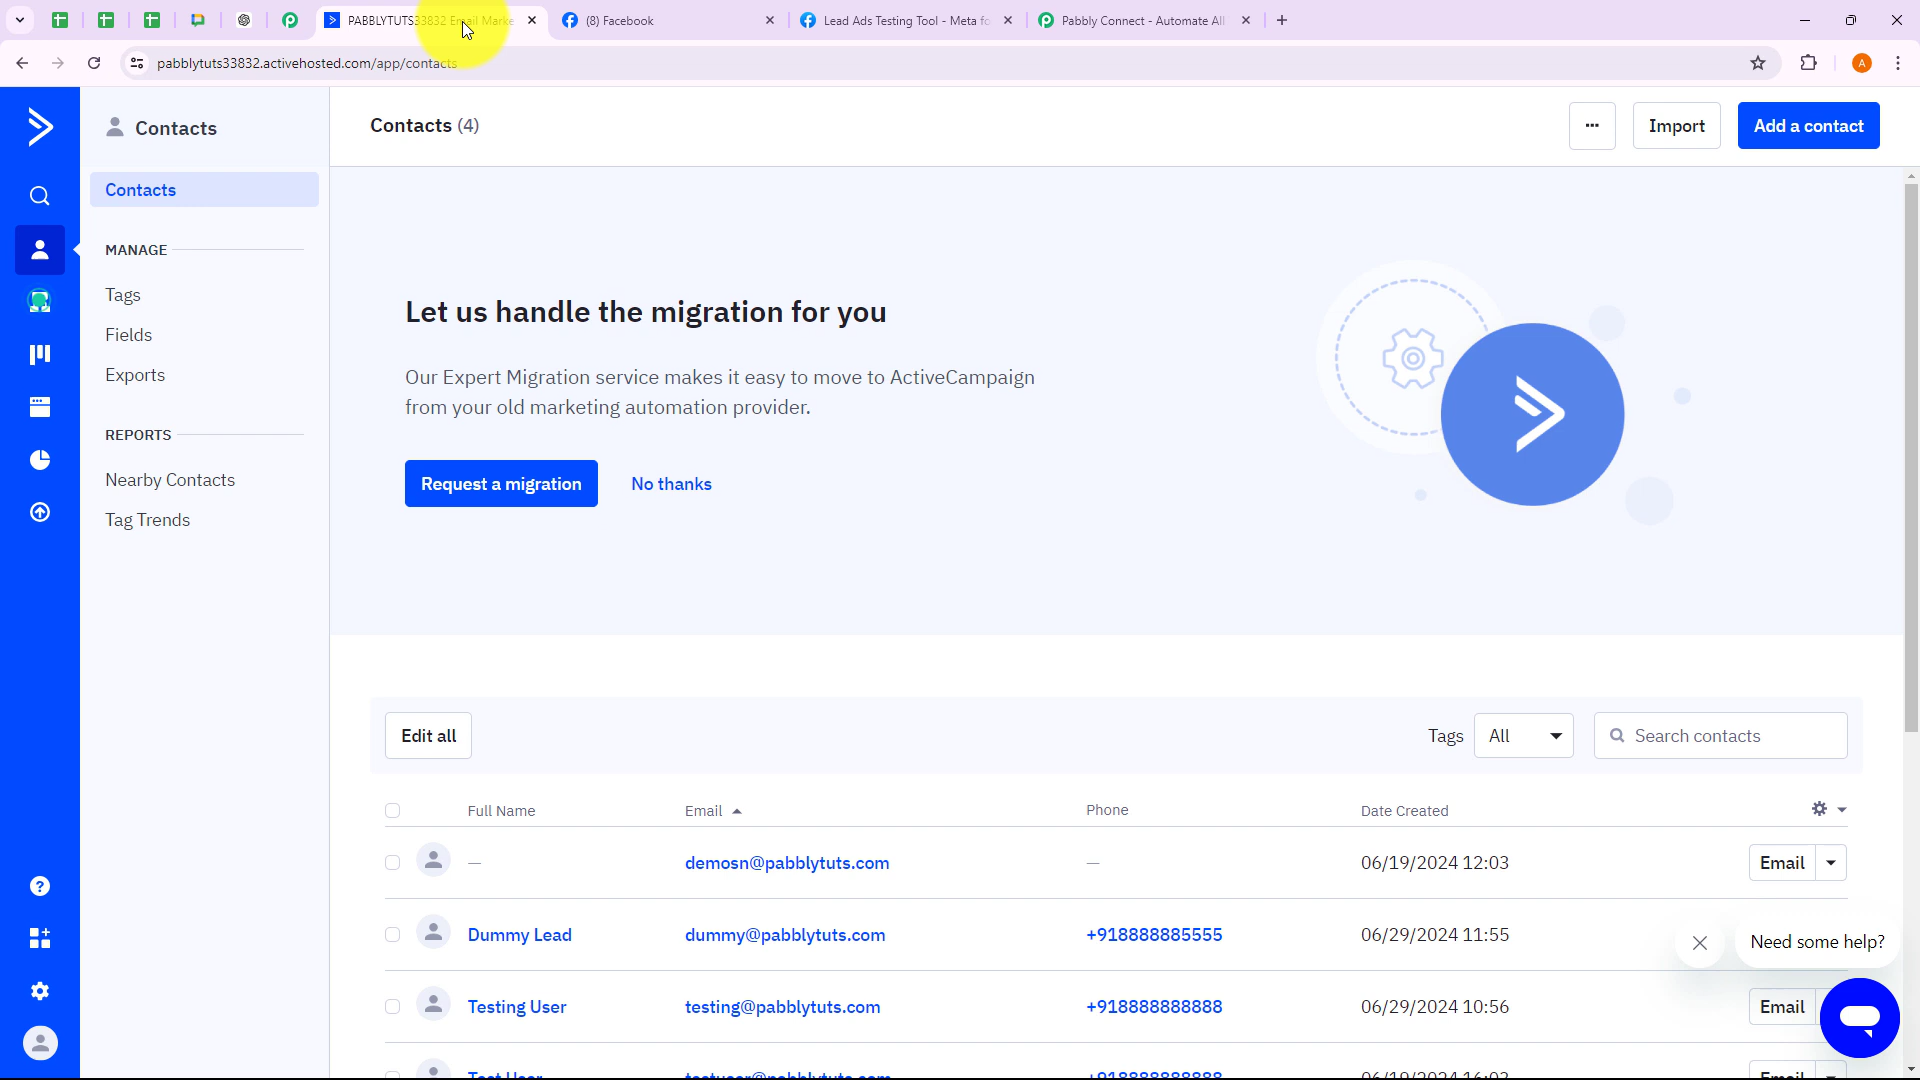 PABBLYTUTS33832 Email Marke
(8) Facebook
Lead Ads Testing Tool - Meta fo
Pabbly Connect - Automate All
pabblytuts33832.activehosted.com/app/contacts
A
Contacts
Contacts
MANAGE
Tags
Fields
Exports
REPORTS
Nearby Contacts
Tag Trends
Contacts (4)
...
Import
Add a contact
Let us handle the migration for you
Our Expert Migration service makes it easy to move to ActiveCampaign
from your old marketing automation provider.
Request a migration
No thanks
Edit all
Tags
All
Search contacts
Full Name
Email
Phone
Date Created
— demosn@pabblytuts.com — 06/19/2024 12:03 Email
Dummy Lead dummy@pabblytuts.com +918888885555 06/29/2024 11:55
Need some help?
Testing User testing@pabblytuts.com +918888888888 06/29/2024 10:56 Email